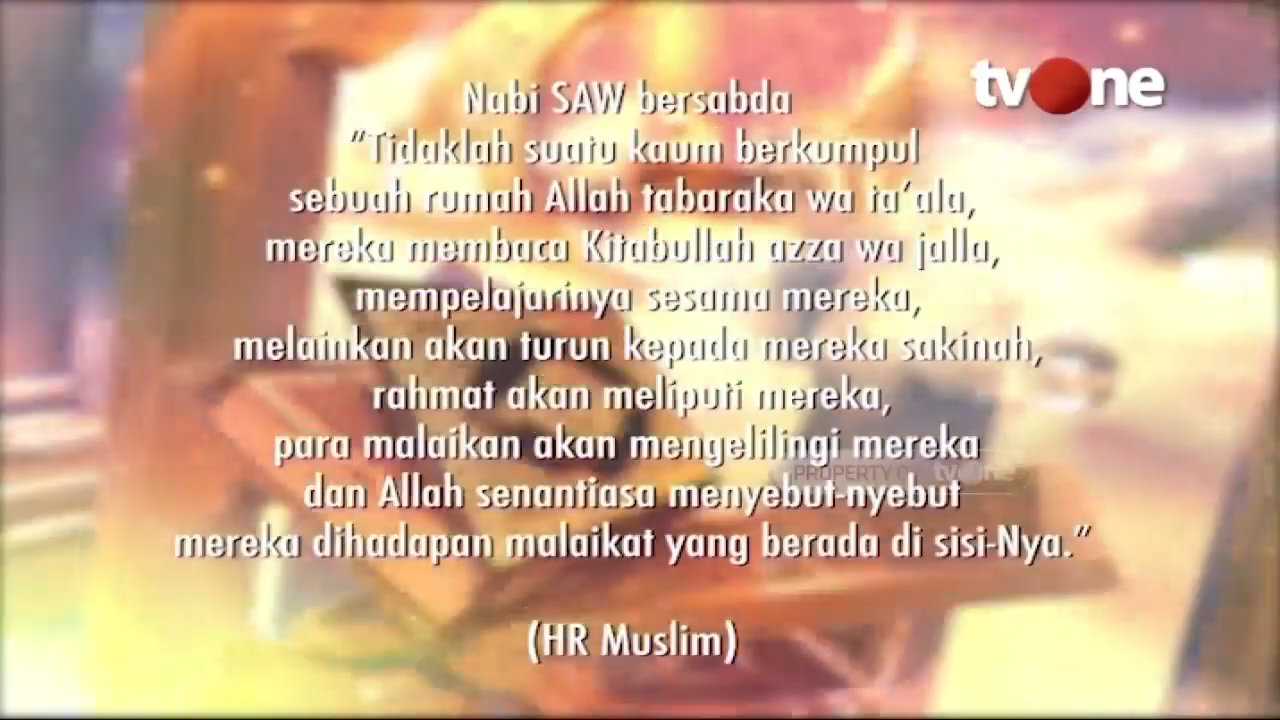 tvOne
Nabi SAW bersabda
"Tidaklah suatu kaum berkumpul
sebuah rumah Allah tabaraka wa ta'ala,
mereka membaca Kitabullah azza wa jalla,
mempelajarinya sesama mereka,
melainkan akan turun kepada mereka sakinah,
rahmat akan meliputi mereka,
para malaikan akan mengelilingi mereka
PROPERTY O tvOne
dan Allah senantiasa menyebut-nyebut
mereka dihadapan malaikat yang berada di sisi-Nya."
(HR Muslim)